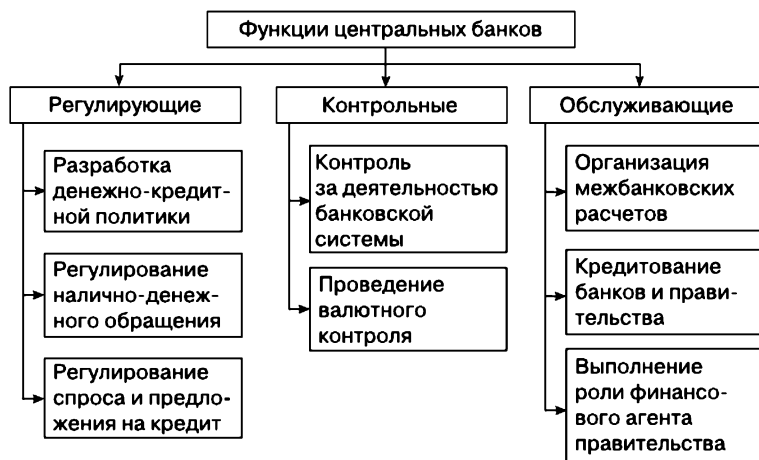 Функции центральных банков
Регулирующие
Разработка
денежно-кредит-
ной политики
Регулирование
налично-денеж-
ного обращения
Регулирование
спроса и предло-
жения на кредит
Контрольные
Контроль
за деятельностью
банковской
системы
Проведение
валютного
контроля
Обслуживающие
Организация
межбанковских
расчетов
Кредитование
банков и прави-
тельства
Выполнение
роли финансо-
вого агента
правительства